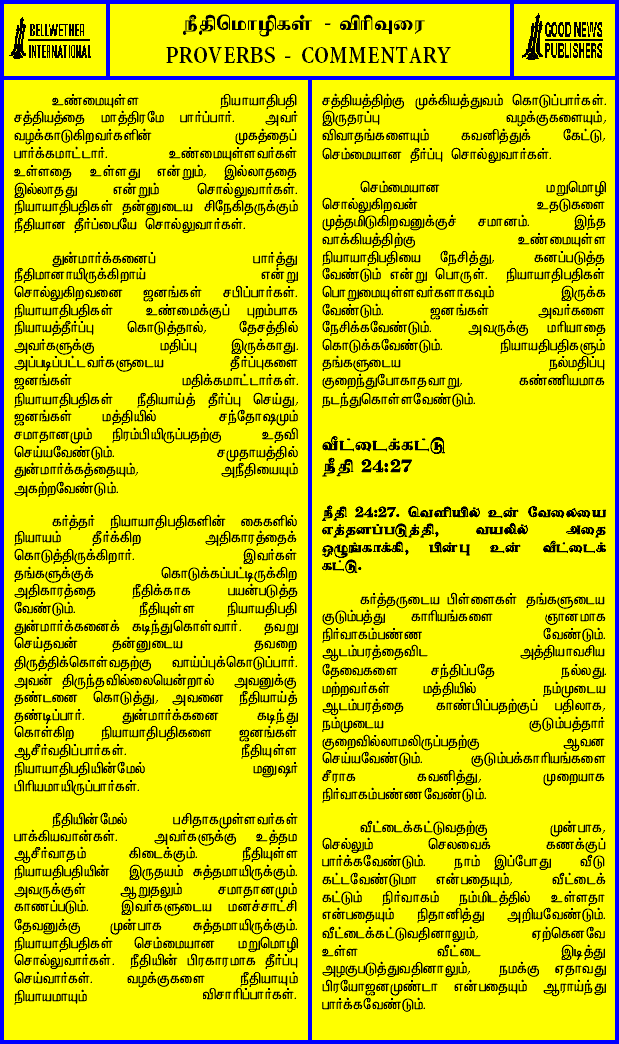 BELLWETHER
INTERNATIONAL
நீதிமொழிகள் - விரிவுரை
PROVERBS - COMMENTARY
GOOD NEWS
PUBLISHERS
உண்மையுள்ள நியாயாதிபதி
சத்தியத்தை மாத்திரமே பார்ப்பார். அவர்
வழக்காடுகிறவர்களின் முகத்தைப்
பார்க்கமாட்டார். உண்மையுள்ளவர்கள்
உள்ளதை உள்ளது என்றும், இல்லாததை
இல்லாதது என்றும் சொல்லுவார்கள்.
நியாயாதிபதிகள் தன்னுடைய சிநேகிதருக்கும்
நீதியான தீர்ப்பையே சொல்லுவார்கள்.
துன்மார்க்கனைப் பார்த்து
நீதிமானாயிருக்கிறாய் என்று
சொல்லுகிறவனை ஜனங்கள் சபிப்பார்கள்.
நியாயாதிபதிகள் உண்மைக்குப் புறம்பாக
நியாயத்தீர்ப்பு கொடுத்தால், தேசத்தில்
அவர்களுக்கு மதிப்பு இருக்காது.
அப்படிப்பட்டவர்களுடைய தீர்ப்புகளை
ஜனங்கள் மதிக்கமாட்டார்கள்.
நியாயாதிபதிகள் நீதியாய்த் தீர்ப்பு செய்து,
ஜனங்கள் மத்தியில் சந்தோஷமும்
சமாதானமும் நிரம்பியிருப்பதற்கு உதவி
செய்யவேண்டும். சமுதாயத்தில்
துன்மார்க்கத்தையும், அநீதியையும்
அகற்றவேண்டும்.
கர்த்தர் நியாயாதிபதிகளின் கைகளில்
நியாயம் தீர்க்கிற அதிகாரத்தைக்
கொடுத்திருக்கிறார். இவர்கள்
தங்களுக்குக் கொடுக்கப்பட்டிருக்கிற
அதிகாரத்தை நீதிக்காக பயன்படுத்த
வேண்டும். நீதியுள்ள நியாயதிபதி
துன்மார்க்கனைக் கடிந்துகொள்வார். தவறு
செய்தவன் தன்னுடைய தவறை
திருத்திக்கொள்வதற்கு வாய்ப்புக்கொடுப்பார்.
அவன் திருந்தவில்லையென்றால் அவனுக்கு
தண்டனை கொடுத்து, அவனை நீதியாய்த்
தண்டிப்பார். துன்மார்க்கனை கடிந்து
கொள்கிற நியாயாதிபதிகளை ஜனங்கள்
ஆசீர்வதிப்பார்கள். நீதியுள்ள
நியாயாதிபதியின்மேல் மனுஷர்
பிரியமாயிருப்பார்கள்.
நீதியின்மேல் பசிதாகமுள்ளவர்கள்
பாக்கியவான்கள். அவர்களுக்கு உத்தம
ஆசீர்வாதம் கிடைக்கும். நீதியுள்ள
நியாயாதிபதியின் இருதயம் சுத்தமாயிருக்கும்.
அவருக்குள் ஆறுதலும் சமாதானமும்
காணப்படும். இவர்களுடைய மனச்சாட்சி
தேவனுக்கு முன்பாக சுத்தமாயிருக்கும்.
நியாயாதிபதிகள் செம்மையான மறுமொழி
சொல்லுவார்கள். நீதியின் பிரகாரமாக தீர்ப்பு
செய்வார்கள். வழக்குகளை நீதியாயும்
நியாயமாயும் விசாரிப்பார்கள்.
சத்தியத்திற்கு முக்கியத்துவம் கொடுப்பார்கள்.
இருதரப்பு வழக்குகளையும்,
விவாதங்களையும் கவனித்துக் கேட்டு,
செம்மையான தீர்ப்பு சொல்லுவார்கள்.
செம்மையான மறுமொழி
சொல்லுகிறவன் உதடுகளை
முத்தமிடுகிறவனுக்குச் சமானம். இந்த
வாக்கியத்திற்கு உண்மையுள்ள
நியாயாதிபதியை நேசித்து, கனப்படுத்த
வேண்டும் என்று பொருள். நியாயாதிபதிகள்
பொறுமையுள்ளவர்களாகவும் இருக்க
வேண்டும். ஜனங்கள் அவர்களை
நேசிக்கவேண்டும். அவருக்கு மரியாதை
கொடுக்கவேண்டும். நியாயதிபதிகளும்
தங்களுடைய நல்மதிப்பு
குறைந்துபோகாதவாறு, கண்ணியமாக
நடந்துகொள்ளவேண்டும்.
வீட்டைக்கட்டு
நீதி 24:27
நீதி 24:27. வெளியில் உன் வேலையை
எத்தனப்படுத்தி, வயலில் அதை
ஒழுங்காக்கி, பின்பு உன் வீட்டைக்
கட்டு.
கர்த்தருடைய பிள்ளைகள் தங்களுடைய
குடும்பத்து காரியங்களை ஞானமாக
நிர்வாகம்பண்ண வேண்டும்.
ஆடம்பரத்தைவிட அத்தியாவசிய
தேவைகளை சந்திப்பதே நல்லது.
மற்றவர்கள் மத்தியில் நம்முடைய
ஆடம்பரத்தை காண்பிப்பதற்குப் பதிலாக,
நம்முடைய குடும்பத்தார்
குறைவில்லாமலிருப்பதற்கு ஆவன
செய்யவேண்டும். குடும்பக்காரியங்களை
சீராக கவனித்து, முறையாக
நிர்வாகம்பண்ணவேண்டும்.
வீட்டைக்கட்டுவதற்கு முன்பாக,
செல்லும் செலவைக் கணக்குப்
பார்க்கவேண்டும். நாம் இப்போது வீடு
கட்டவேண்டுமா என்பதையும், வீட்டைக்
கட்டும் நிர்வாகம் நம்மிடத்தில் உள்ளதா
என்பதையும் நிதானித்து அறியவேண்டும்.
வீட்டைக்கட்டுவதினாலும், ஏற்கெனவே
உள்ள வீட்டை இடித்து
அழகுபடுத்துவதினாலும், நமக்கு ஏதாவது
பிரயோஜனமுண்டா என்பதையும் ஆராய்ந்து
பார்க்கவேண்டும்.